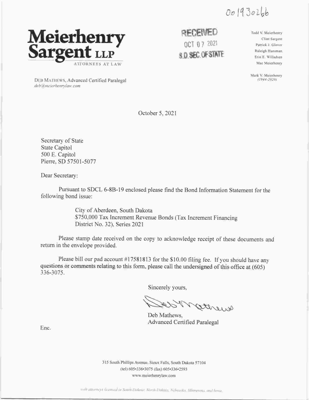 0019302bb
Meierhenry
Sargent LLP
ATTORNEYS AT LAW
RECEIVED
OCT 07 2021
S.D. SEC. OF STATE
Todd V. Meierhenry
Clint Sargent
Patrick J. Glover
Raleigh Hansman
Erin E. Willadsen
Max Meierhenry
Mark V. Meierhenry
DEB MATHEWS, Advanced Certified Paralegal
deb@meierhenrylaw.com
October 5, 2021
Secretary of State
State Capitol
500 E. Capitol
Pierre, SD 57501-5077
Dear Secretary:
Pursuant to SDCL 6-8B-19 enclosed please find the Bond Information Statement for the
following bond issue:
City of Aberdeen, South Dakota
$750,000 Tax Increment Revenue Bonds (Tax Increment Financing
District No. 32), Series 2021
Please stamp date received on the copy to acknowledge receipt of these documents and
return in the envelope provided.
Please bill our pad account #17581813 for the $10.00 filing fee. If you should have any
questions or comments relating to this form, please call the undersigned of this office at (605)
336-3075.
Sincerely yours,
Deb Mathews
Deb Mathews,
Advanced Certified Paralegal
Enc.
315 South Phillips Avenue, Sioux Falls, South Dakota 57104
(tel) 605•336•3075 (fax) 605•336•2593
www.meierhenrylaw.com